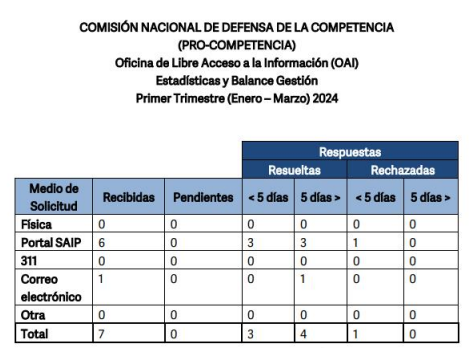 COMISIÓN NACIONAL DE DEFENSA DE LA COMPETENCIA
(PRO-COMPETENCIA)
Oficina de Libre Acceso a la Información (OAI)
Estadísticas y Balance Gestión
Primer Trimestre (Enero – Marzo) 2024
Respuestas
Resueltas Rechazadas
Medio de Solicitud Recibidas Pendientes < 5 días 5 días > < 5 días 5 días >
Física 0 0 0 0 0 0
Portal SAIP 6 0 3 3 1 0
311 0 0 0 0 0 0
Correo electrónico 1 0 0 1 0 0
Otra 0 0 0 0 0 0
Total 7 0 3 4 1 0